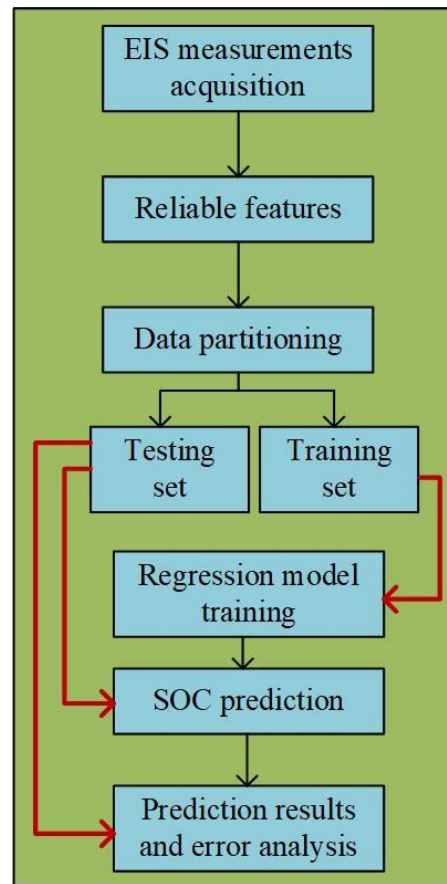 EIS measurements
acquisition
Reliable features
Data partitioning
Testing
set
Training
set
Regression model
training
SOC prediction
Prediction results
and error analysis